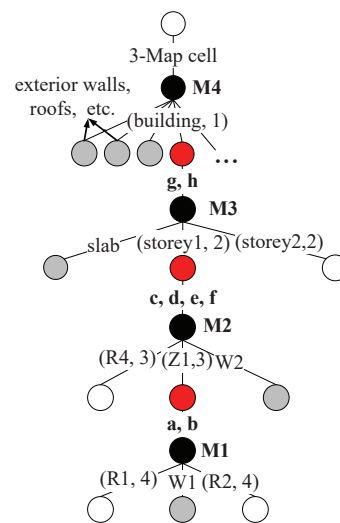 3-Map cell
exterior walls, M4
roofs, etc.
(building, 1)
...
g, h
M3
slab (storey1, 2) (storey2,2)
c, d, e, f
M2
(R4, 3) (Z1,3) W2
a, b
M1
(R1, 4) W1 (R2, 4)